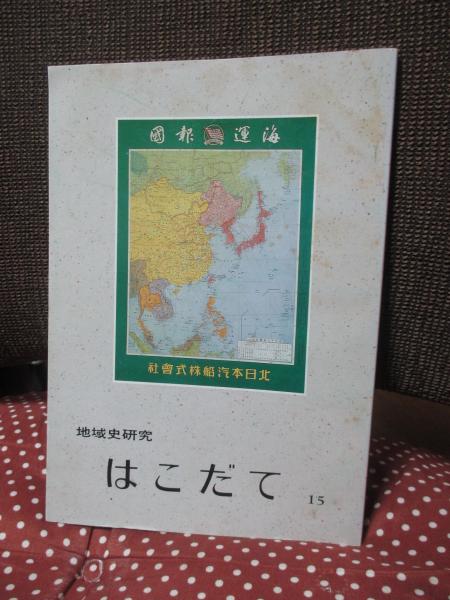 海運報國
北日本汽船株式會社
地域史研究
はこだて
15